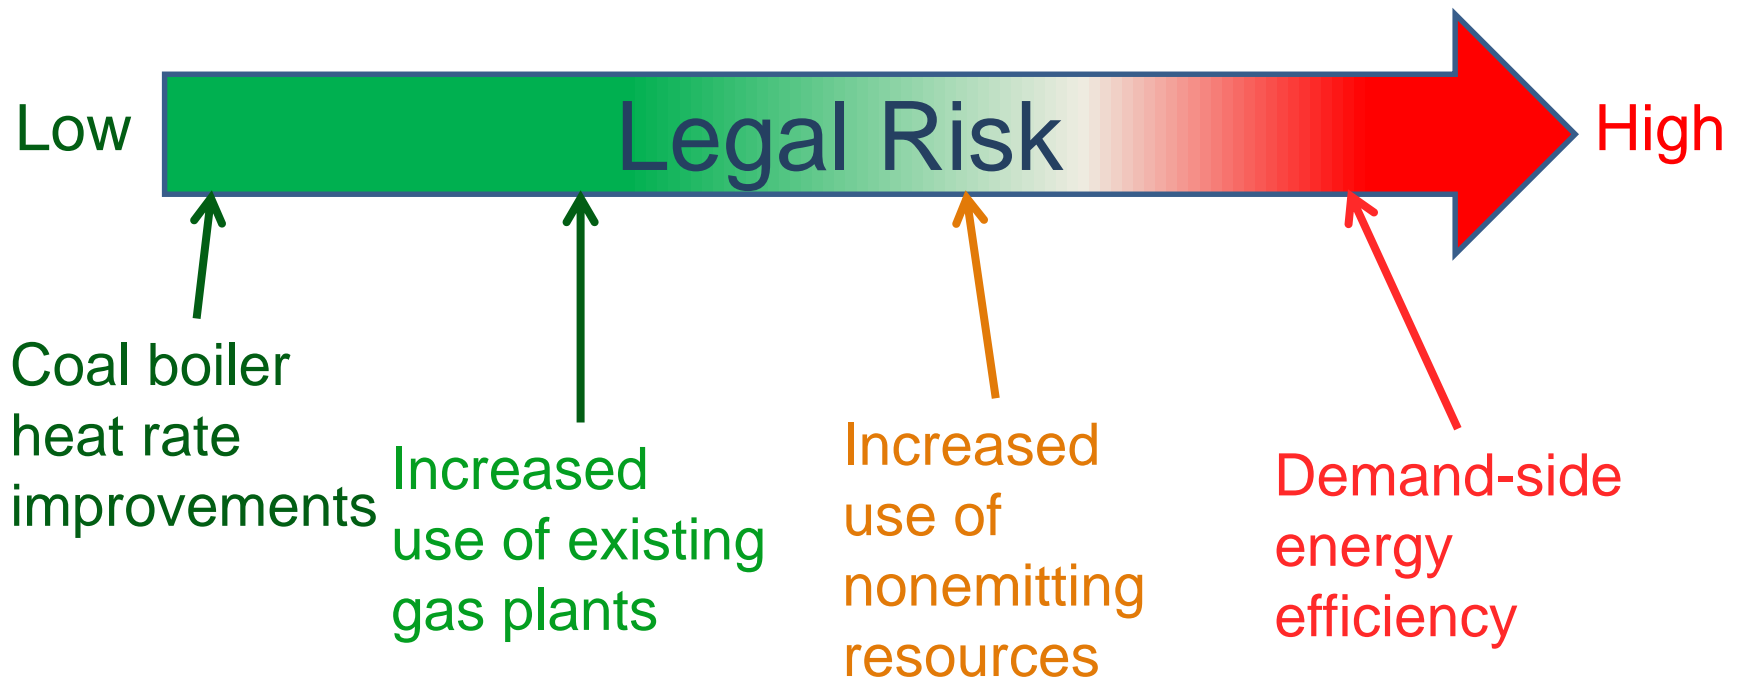 Low
Legal Risk
High
Coal boiler
heat rate
improvements
Increased
use of existing
gas plants
Increased
use of
nonemitting
resources
Demand-side
energy
efficiency